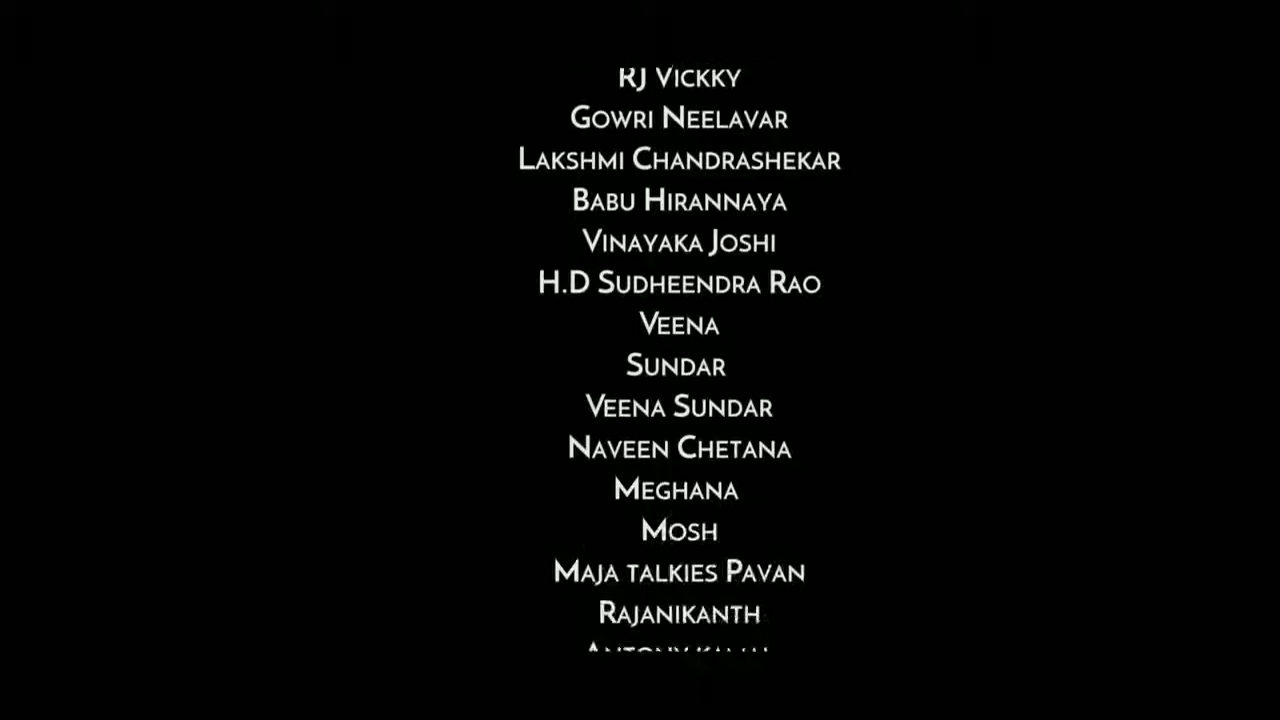 RJ Vickky
Gowri Neelavar
Lakshmi Chandrashekar
Babu Hirannaya
Vinayaka Joshi
H.D Sudheendra Rao
Veena
Sundar
Veena Sundar
Naveen Chetana
Meghana
Mosh
Maja talkies Pavan
Rajanikanth
Antony